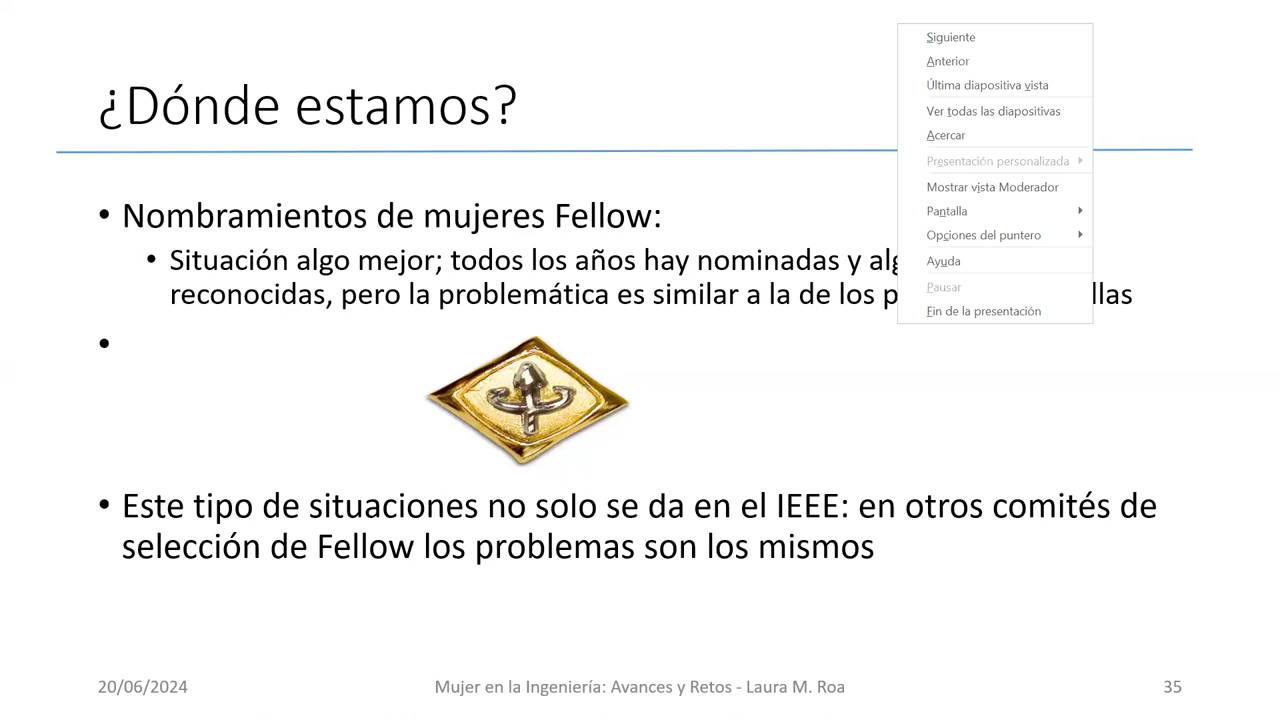 ¿Dónde estamos?
• Nombramientos de mujeres Fellow:
• Situación algo mejor; todos los años hay nominadas y
reconocidas, pero la problemática es similar a la de los
•
• Este tipo de situaciones no solo se da en el IEEE: en otros comités de
selección de Fellow los problemas son los mismos
20/06/2024
Mujer en la Ingeniería: Avances y Retos - Laura M. Roa
35
Siguiente
Anterior
Última diapositiva vista
Ver todas las diapositivas
Acercar
Presentación personalizada
Mostrar vista Moderador
Pantalla
Opciones del puntero
Ayuda
Pausar
Fin de la presentación